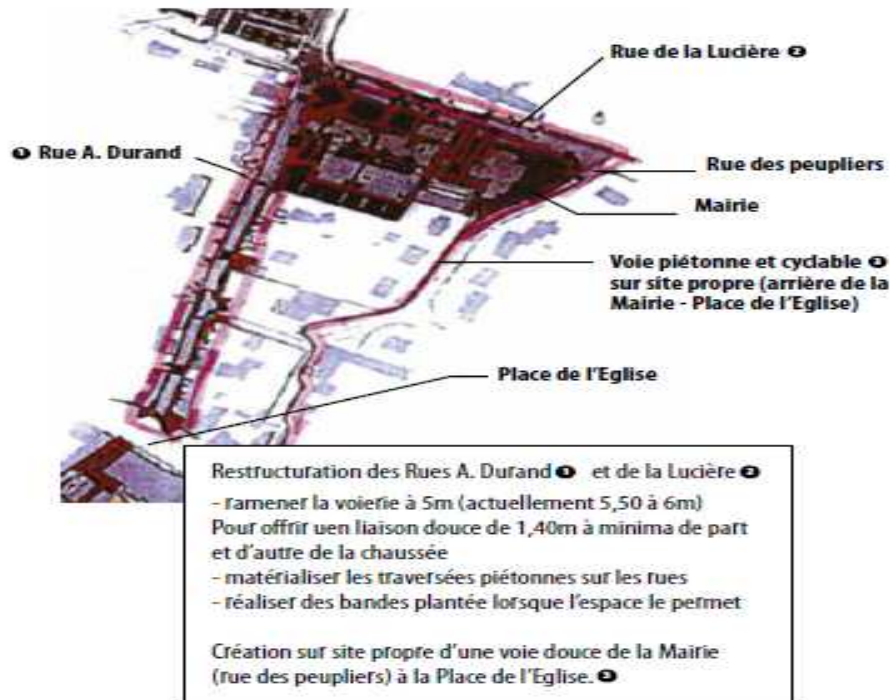 Rue de la Lucière ❷
❶ Rue A. Durand
Rue des peupliers
Mairie
Voie piétonne et cyclable ❸
sur site propre (arrière de la
Mairie - Place de l'Eglise)
Place de l'Eglise
Restructuration des Rues A. Durand ❶ et de la Lucière ❷
- ramener la voierie à 5m (actuellement 5,50 à 6m)
Pour offrir uen liaison douce de 1,40m à minima de part
et d'autre de la chaussée
- matérialiser les traversées piétonnes sur les rues
- réaliser des bandes plantée lorsque l'espace le permet
Création sur site propre d'une voie douce de la Mairie
(rue des peupliers) à la Place de l'Eglise. ❸